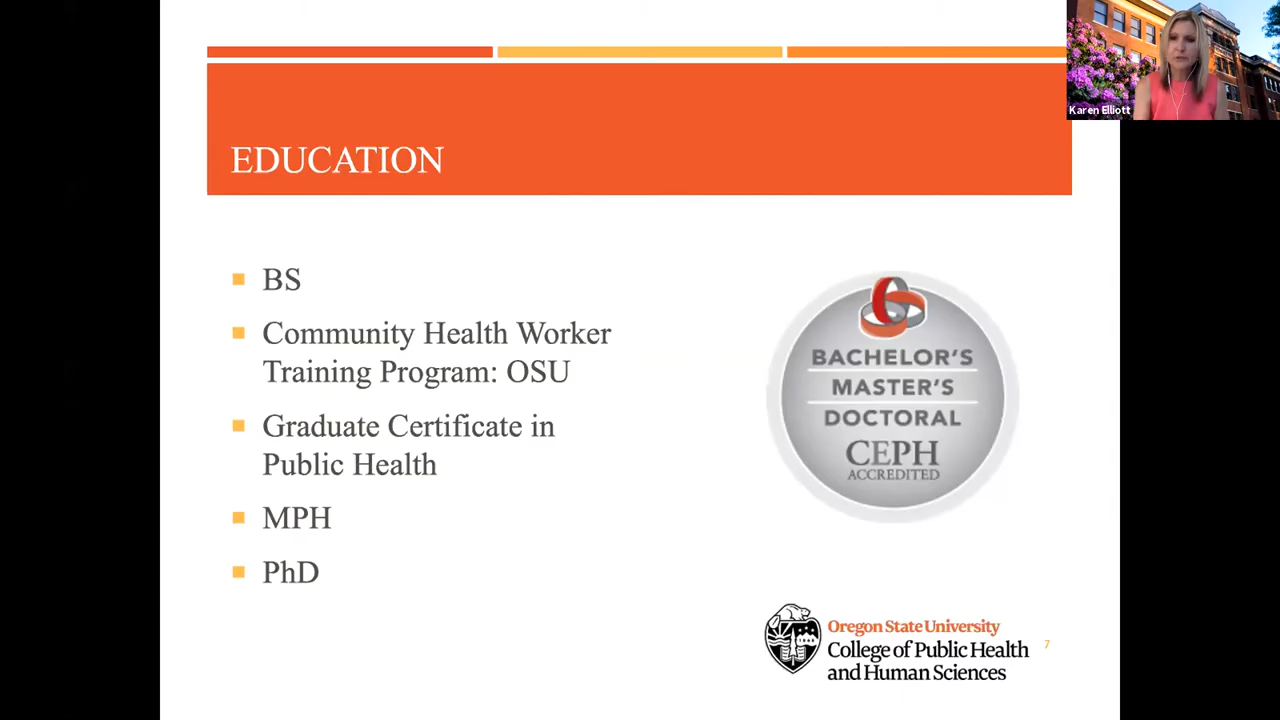 Karen Elliott
EDUCATION
BS
Community Health Worker
Training Program: OSU
Graduate Certificate in
Public Health
MPH
PhD
BACHELOR'S
MASTER'S
DOCTORAL
CEPH
ACCREDITED
Oregon State University
College of Public Health
and Human Sciences
7